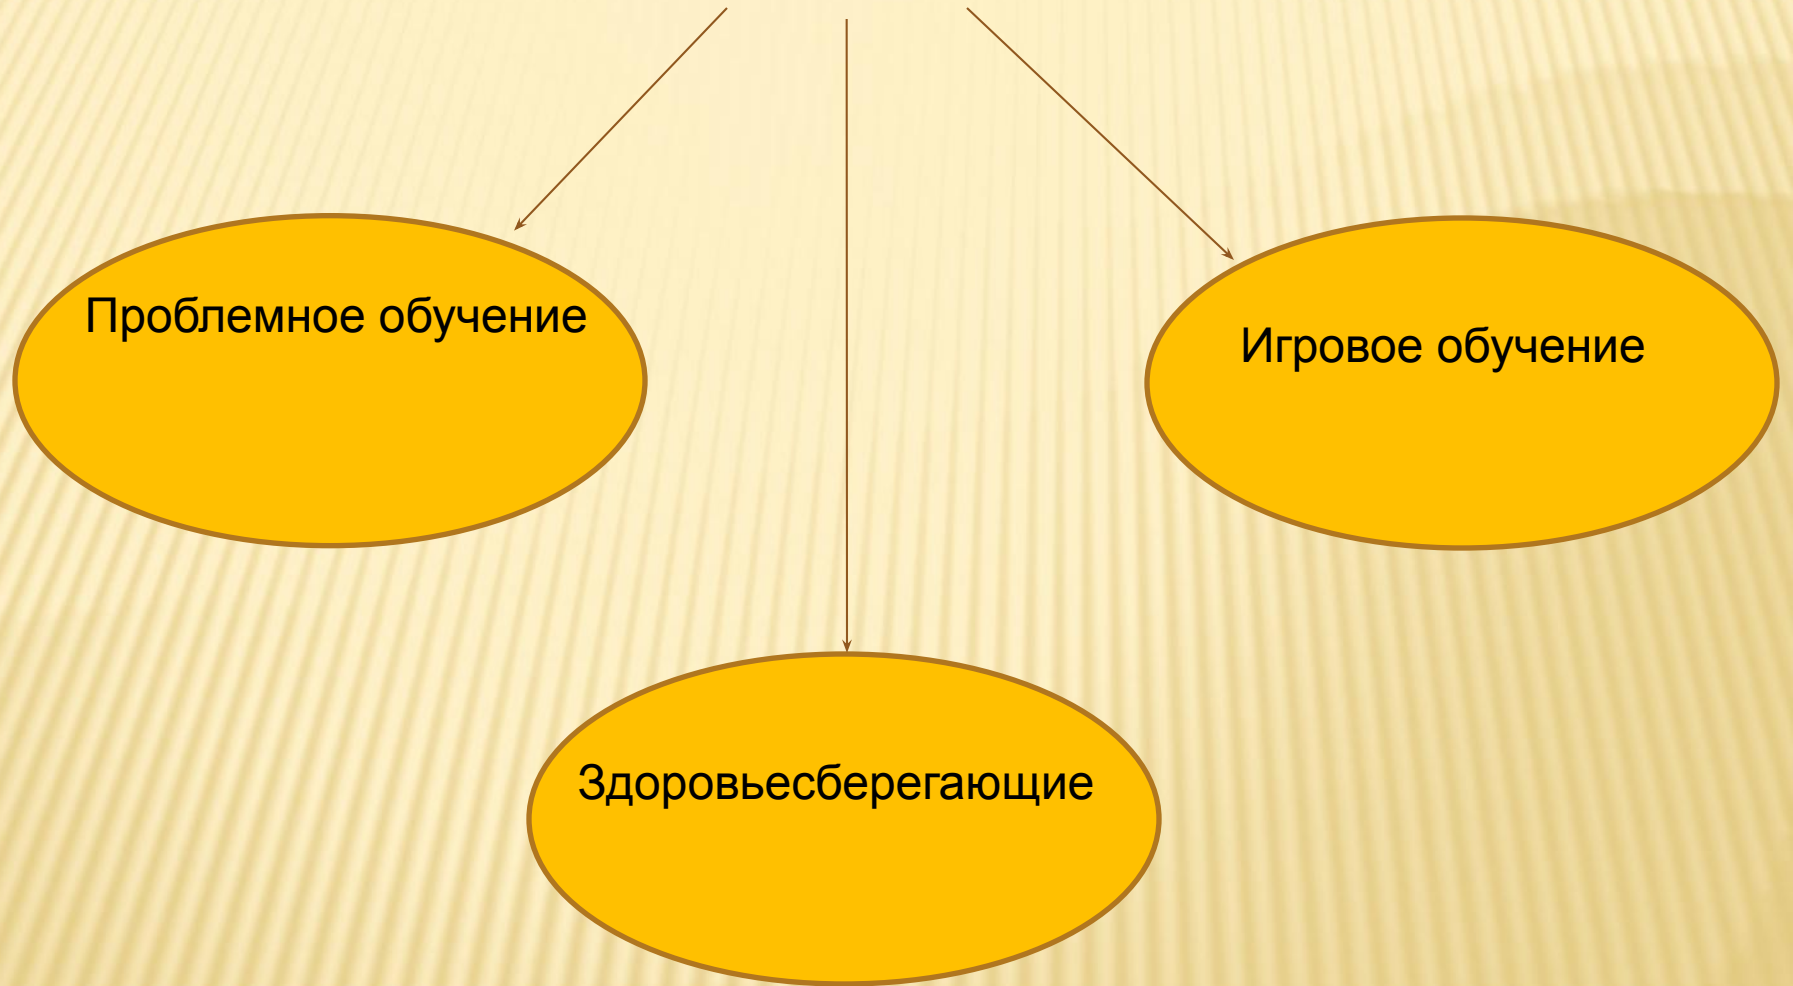 Проблемное обучение
Игровое обучение
Здоровьесберегающие